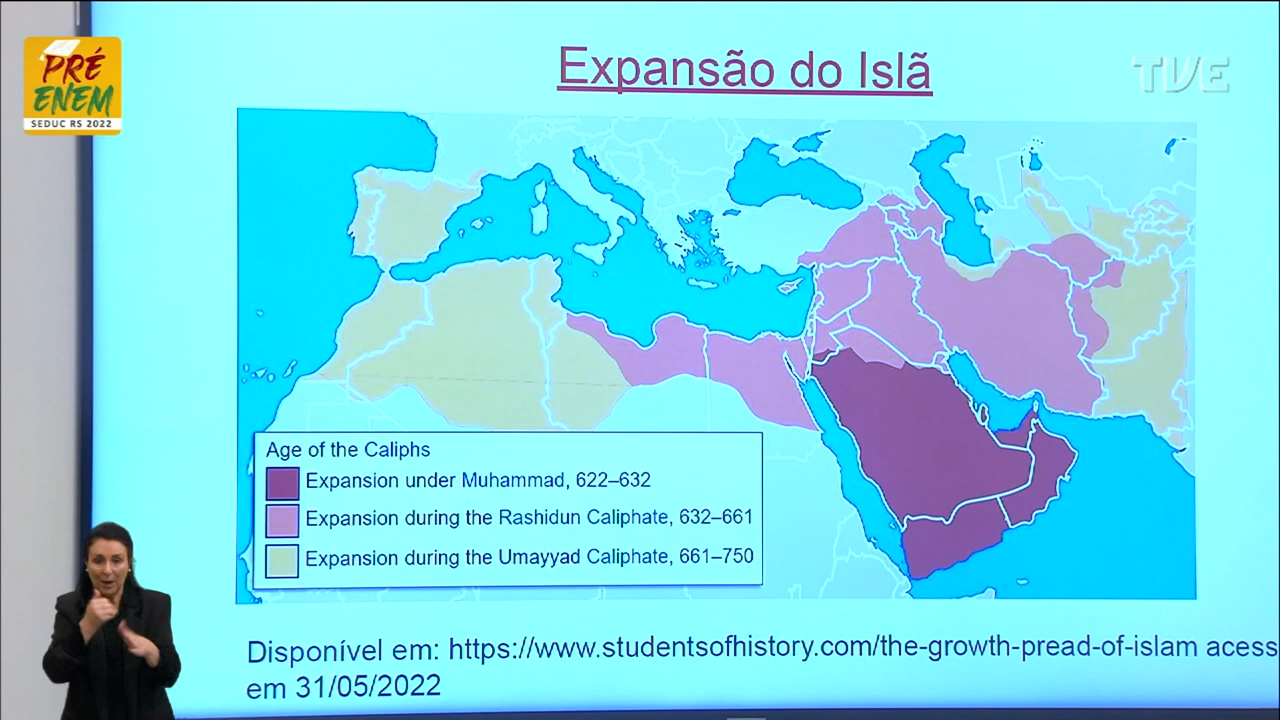 PRÉ
ENEM
SEDUC RS 2022
Expansão do Islã
TVE
Age of the Caliphs
Expansion under Muhammad, 622–632
Expansion during the Rashidun Caliphate, 632–661
Expansion during the Umayyad Caliphate, 661–750
Disponível em: https://www.studentsofhistory.com/the-growth-pread-of-islam acess
em 31/05/2022